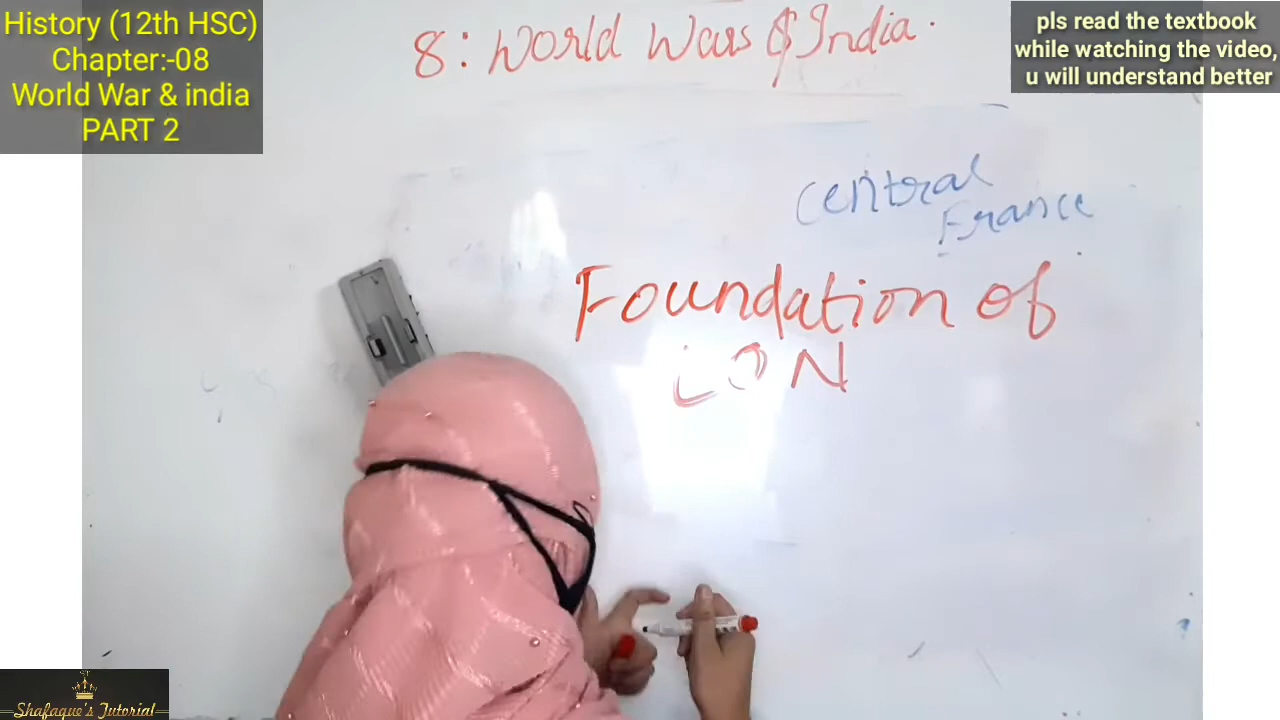 History (12th HSC)
Chapter:-08
World War & india
PART 2
pls read the textbook
while watching the video,
u will understand better
8: World Wars & India.
Central
France
Foundation of
LON
Shafaque's Tutorial